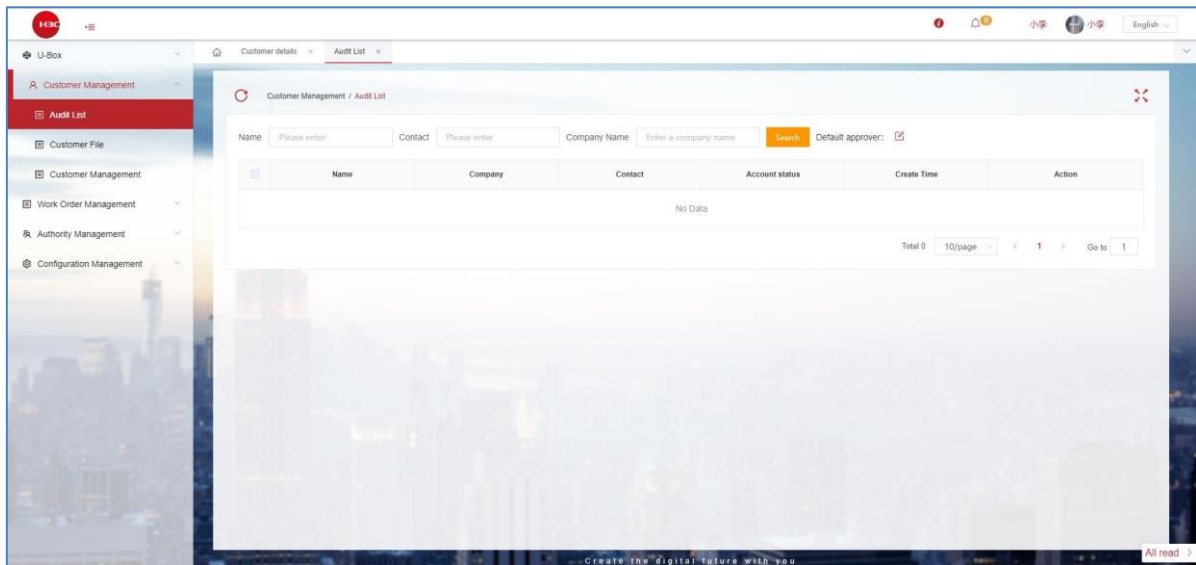 H3C
0 小李 小李 English
U-Box
Customer details × Audit List ×
Customer Management
Customer Management / Audit List
Audit List
Name Please enter Contact Please enter Company Name Enter a company name Search Default approver:
Customer File
Name Company Contact Account status Create Time Action
Customer Management
Work Order Management
No Data
Authority Management
Total 0 10/page < 1 > Go to 1
Configuration Management
All read >
Create the digital future with you